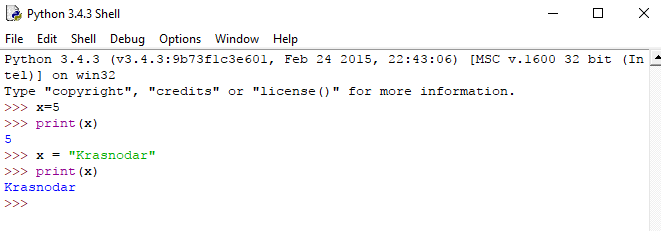 Python 3.4.3 Shell
File Edit Shell Debug Options Window Help
Python 3.4.3 (v3.4.3:9b73f1c3e601, Feb 24 2015, 22:43:06) [MSC v.1600 32 bit (In
tel)] on win32
Type "copyright", "credits" or "license()" for more information.
>>> x=5
>>> print(x)
5
>>> x = "Krasnodar"
>>> print(x)
Krasnodar
>>>